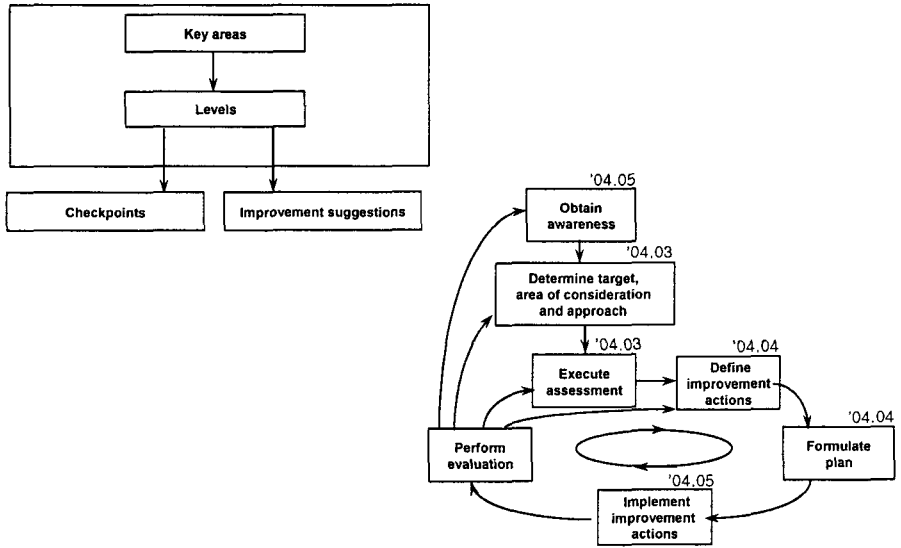 Key areas
Levels
Checkpoints
Improvement suggestions
'04.05
Obtain
awareness
'04.03
Determine target,
area of consideration
and approach
'04.03
Execute
assessment
'04.04
Define
improvement
actions
'04.04
Formulate
plan
Perform
evaluation
'04.05
Implement
improvement
actions